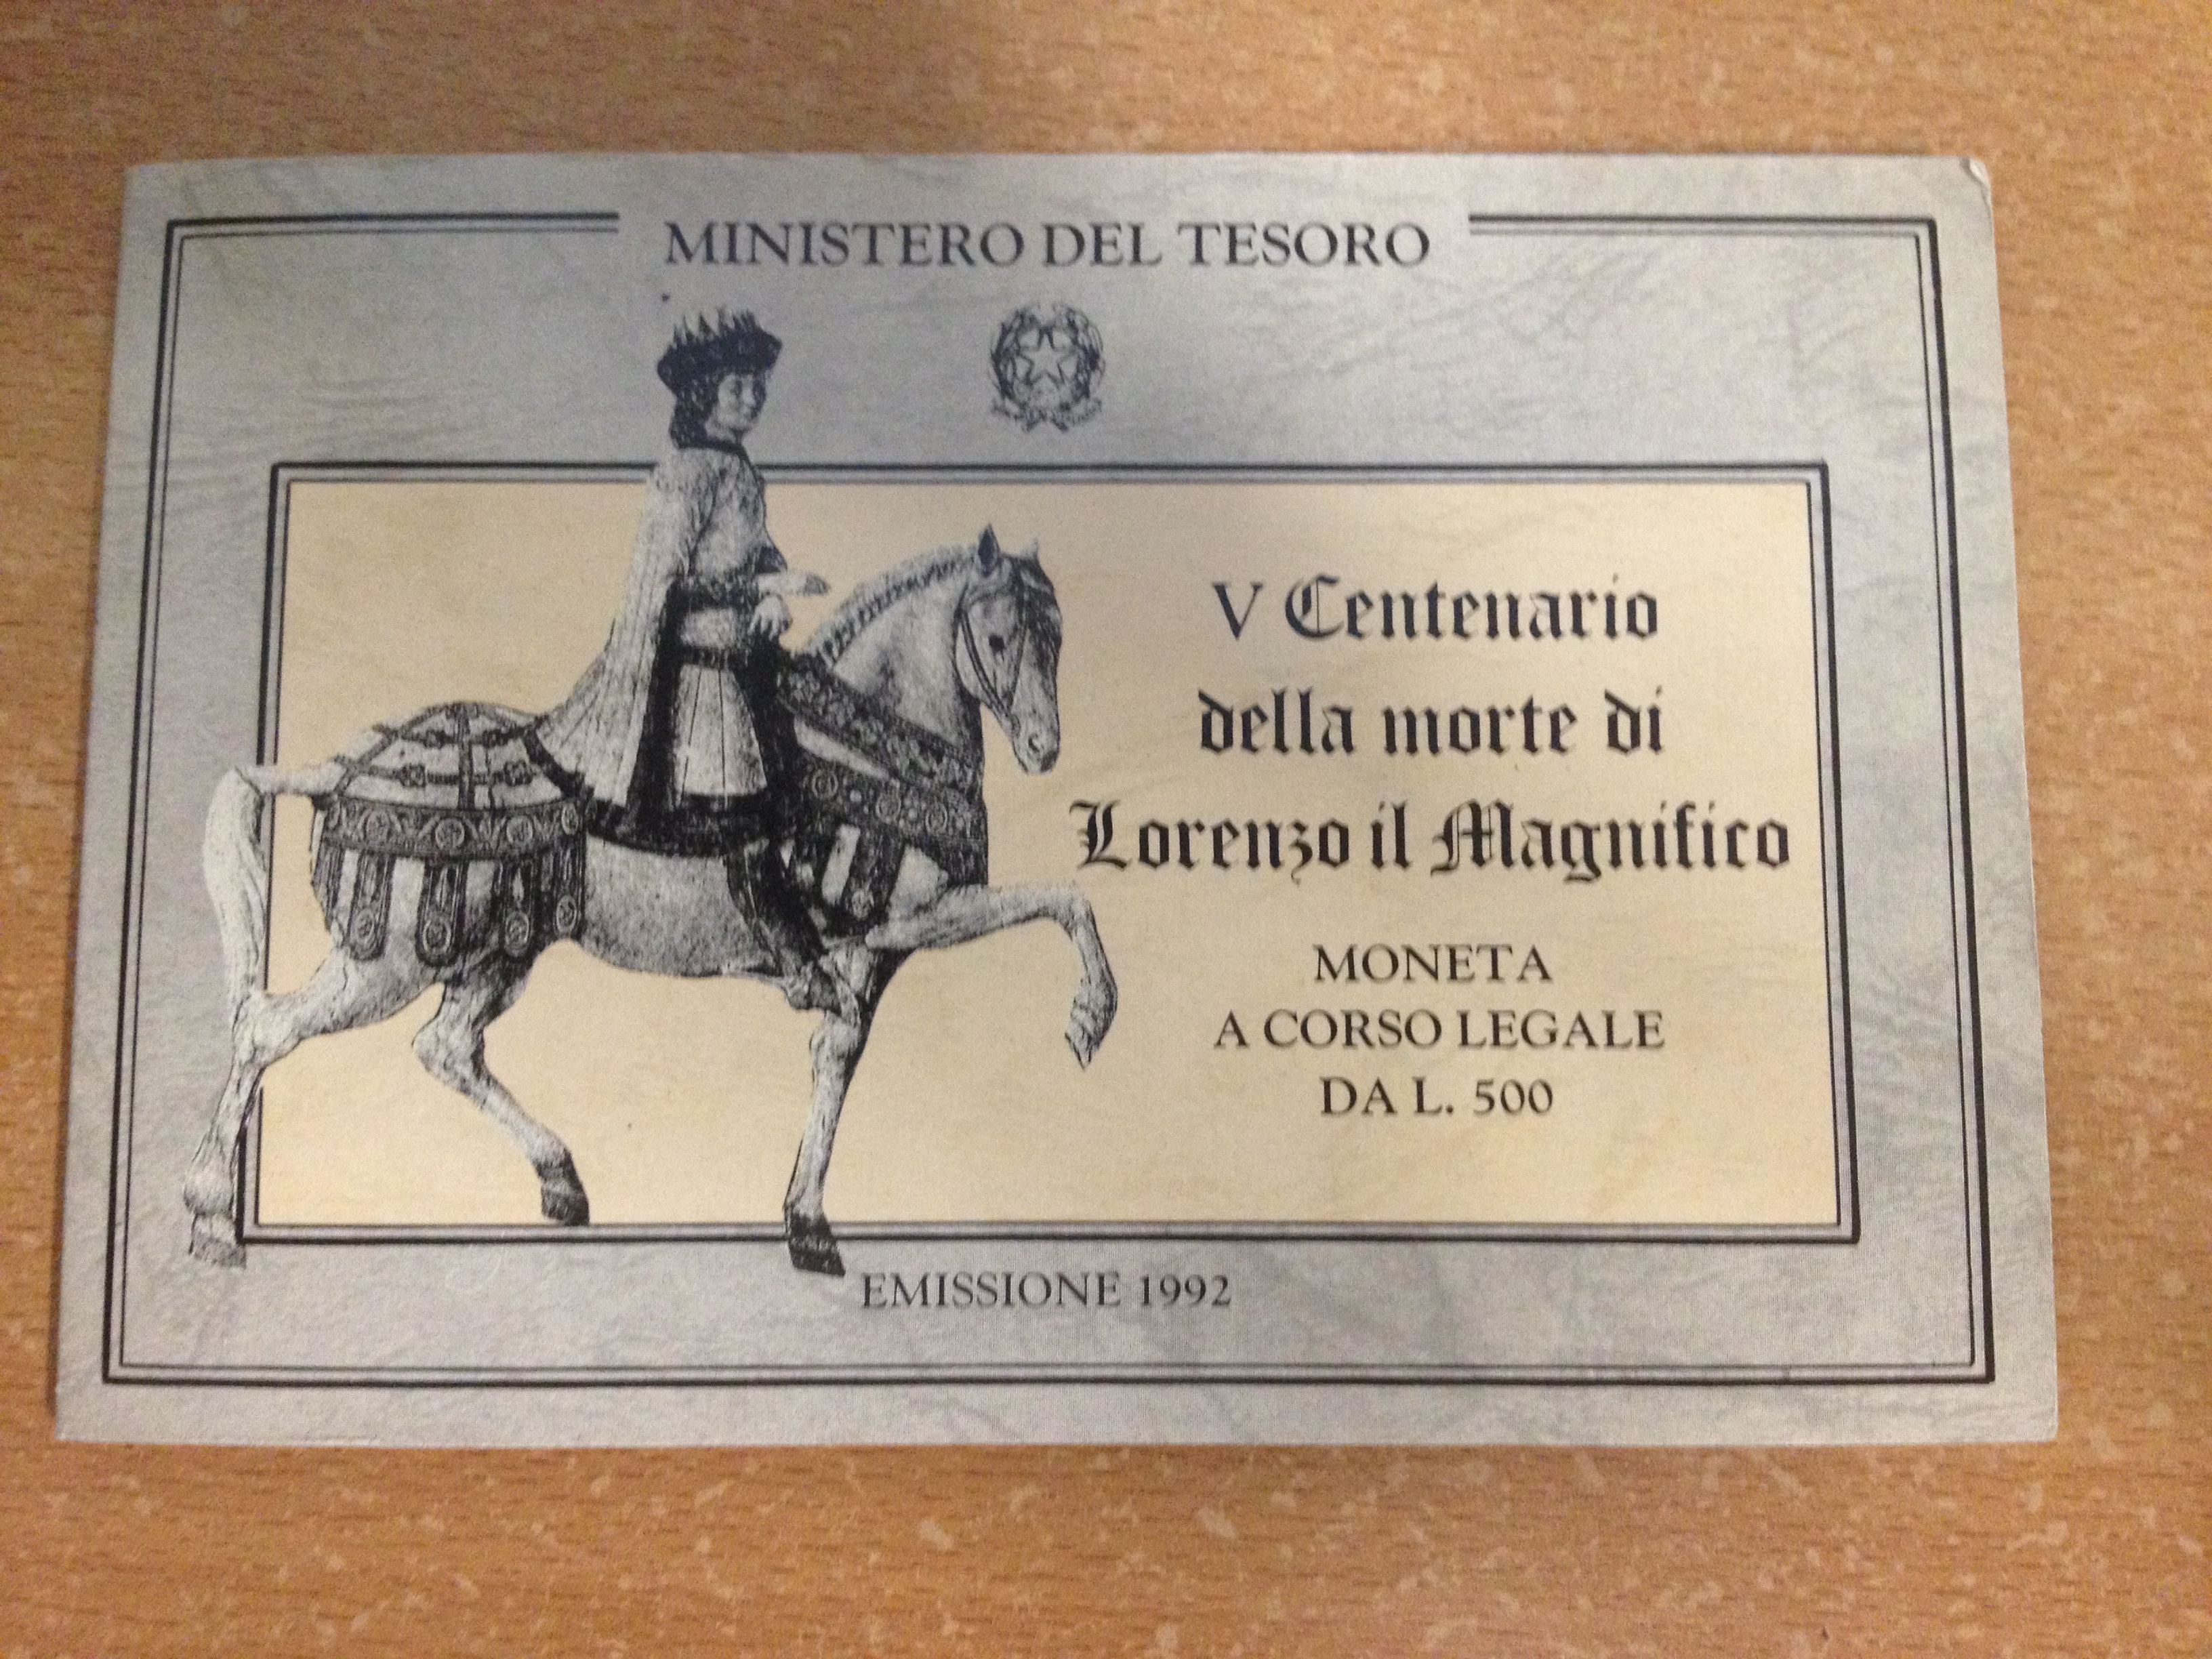 MINISTERO DEL TESORO
V Centenario
della morte di
Lorenzo il Magnifico
MONETA
A CORSO LEGALE
DA L. 500
EMISSIONE 1992